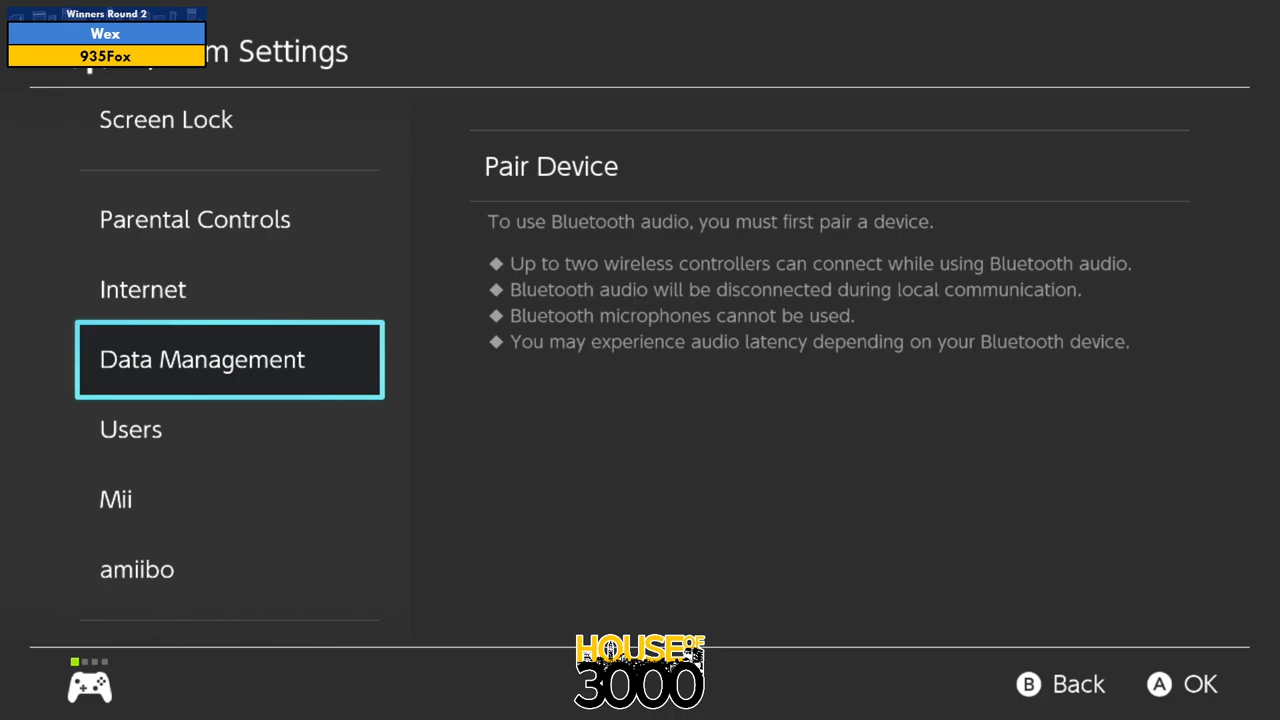 Winners Round 2
Wex
935Fox
m Settings
Screen Lock
Parental Controls
Internet
Data Management
Users
Mii
amiibo
Pair Device
To use Bluetooth audio, you must first pair a device.
◆ Up to two wireless controllers can connect while using Bluetooth audio.
◆ Bluetooth audio will be disconnected during local communication.
◆ Bluetooth microphones cannot be used.
◆ You may experience audio latency depending on your Bluetooth device.
HOUSE OF
3000
B Back
A OK